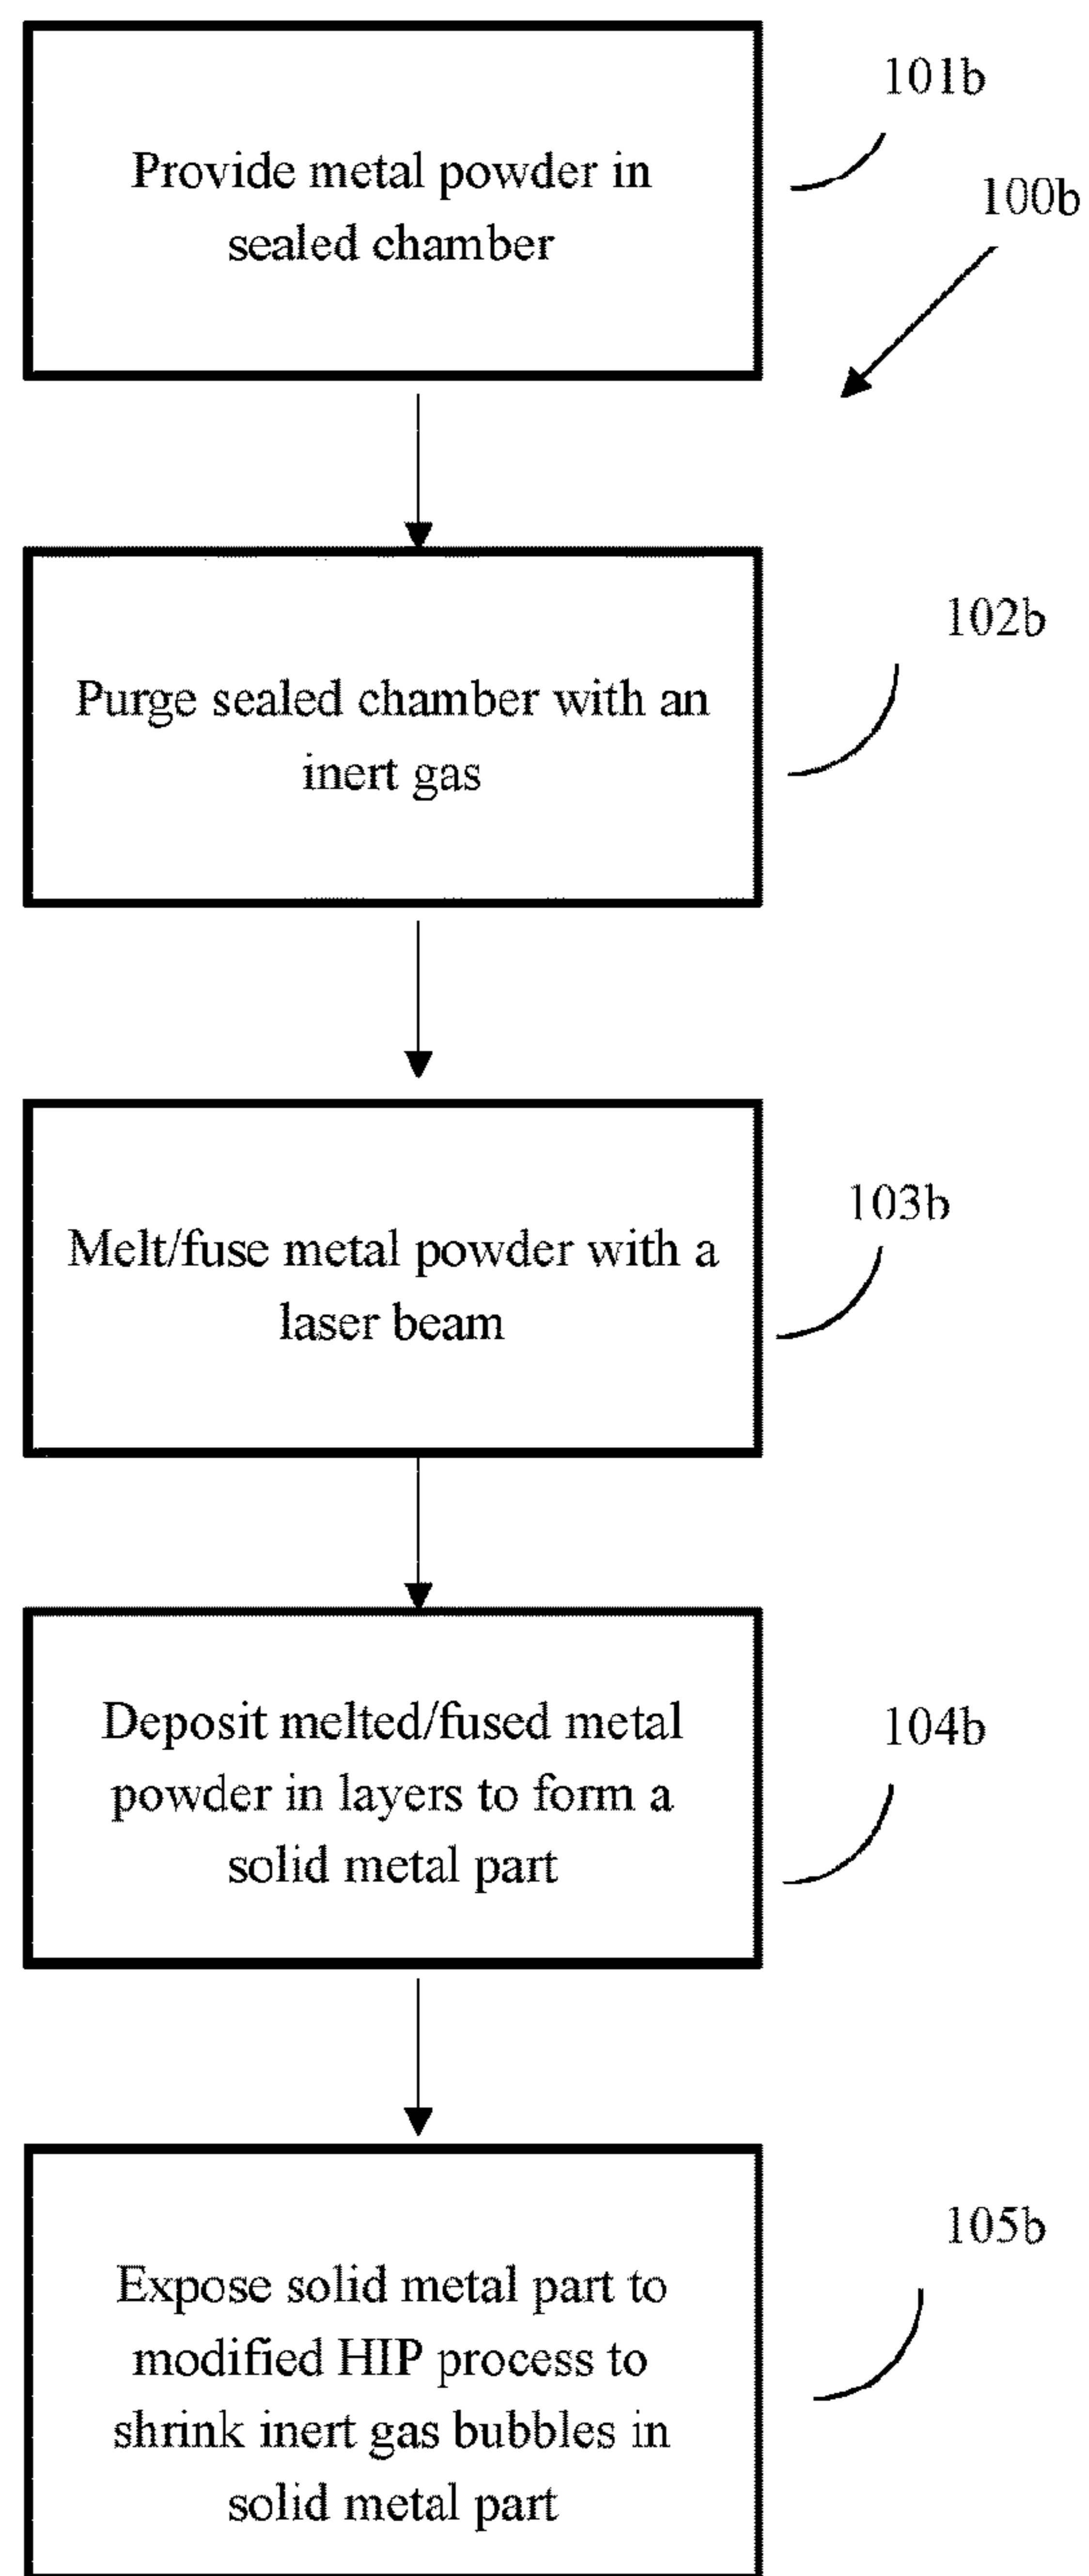 101b
Provide metal powder in
sealed chamber
100b
102b
Purge sealed chamber with an
inert gas
103b
Melt/fuse metal powder with a
laser beam
104b
Deposit melted/fused metal
powder in layers to form a
solid metal part
105b
Expose solid metal part to
modified HIP process to
shrink inert gas bubbles in
solid metal part